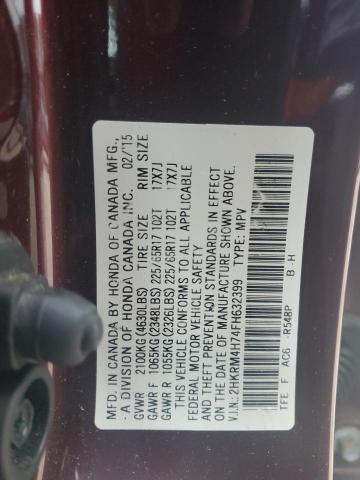 MFD. IN CANADA BY HONDA OF CANADA MFG.,
A DIVISION OF HONDA CANADA INC. 02/'15
GVWR 2100KG (4630LBS) TIRE SIZE RIM SIZE
GAWR F 1065KG (2348LBS) 225/65R17 102T 17X7J
GAWR R 1055KG (2326LBS) 225/65R17 102T 17X7J
THIS VEHICLE CONFORMS TO ALL APPLICABLE
FEDERAL MOTOR VEHICLE SAFETY
AND THEFT PREVENTION STANDARDS IN EFFECT
ON THE DATE OF MANUFACTURE SHOWN ABOVE.
V.I.N.: 2HKRM4H74FH632399 TYPE: MPV
TFE F AC6 -R548P -B -H